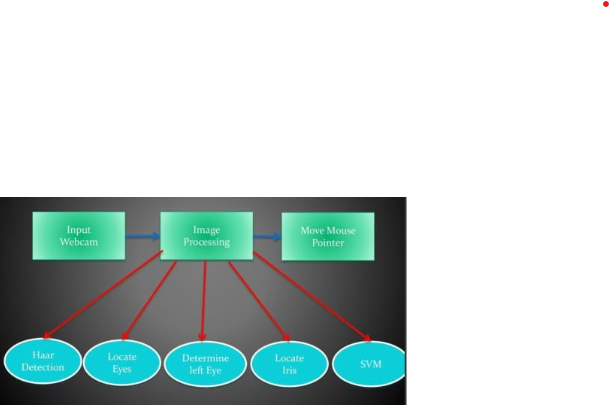 Input
Webcam
Image
Processing
Move Mouse
Pointer
Haar
Detection
Locate
Eyes
Determine
left Eye
Locate
Iris
SVM